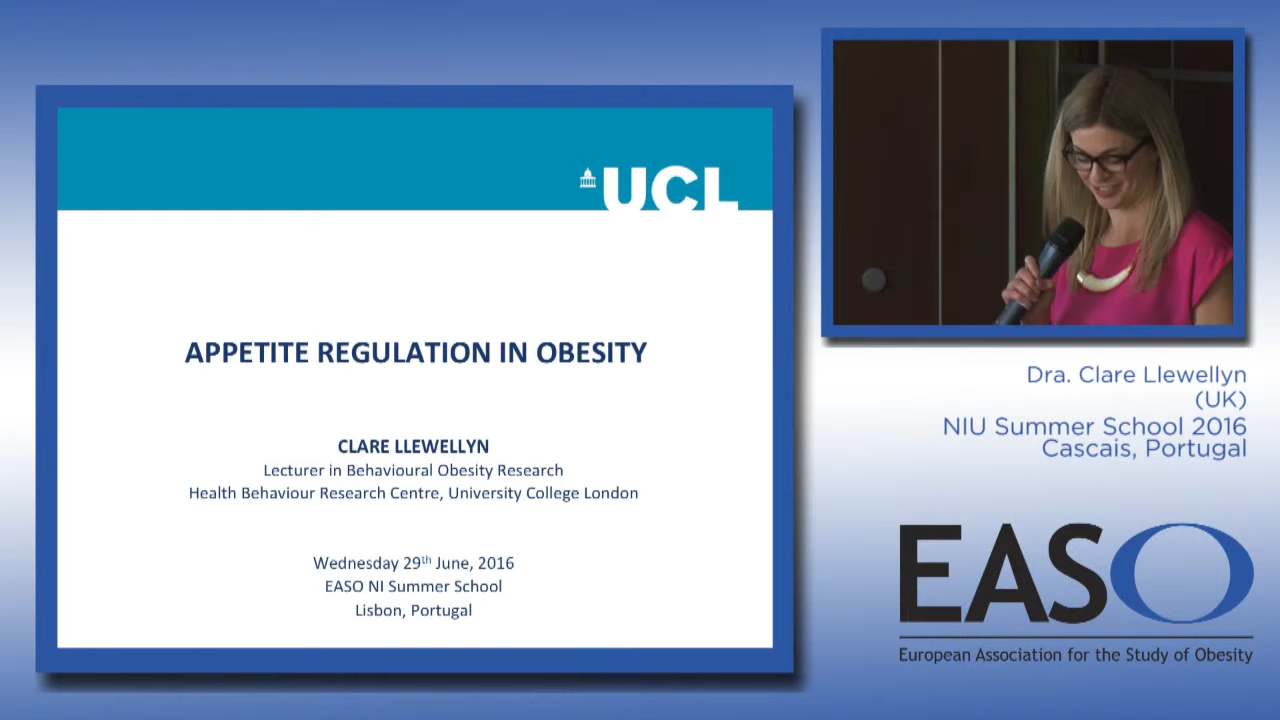 UCL
APPETITE REGULATION IN OBESITY
CLARE LLEWELLYN
Lecturer in Behavioural Obesity Research
Health Behaviour Research Centre, University College London
Wednesday 29th June, 2016
EASO NI Summer School
Lisbon, Portugal
Dra. Clare Llewellyn
(UK)
NIU Summer School 2016
Cascais, Portugal
EASO
European Association for the Study of Obesity